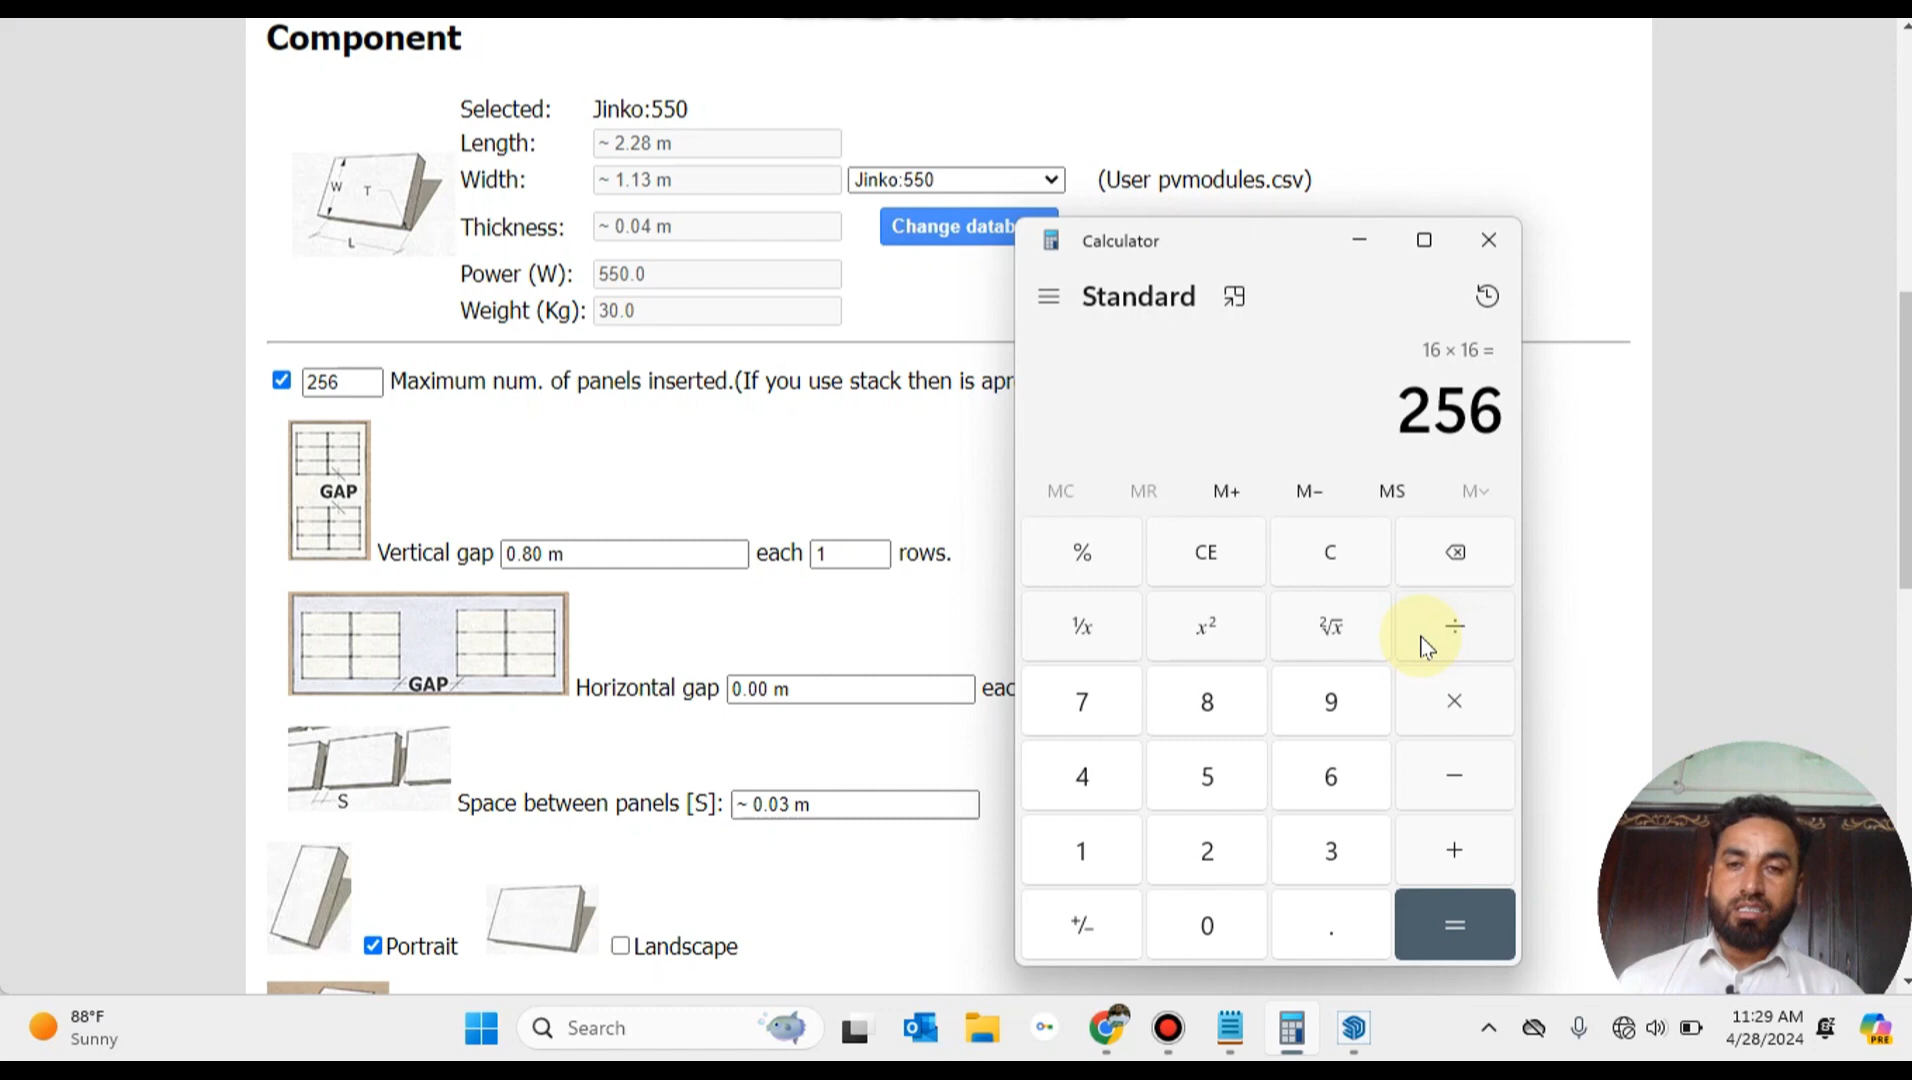 Component
Selected: Jinko:550
Length: ~ 2.28 m
Width: ~ 1.13 m Jinko:550 (User pvmodules.csv)
Thickness: ~ 0.04 m Change datab
Power (W): 550.0
Weight (Kg): 30.0
W
T
L
256 Maximum num. of panels inserted.(If you use stack then is apr
GAP
Vertical gap 0.80 m each 1 rows.
GAP
Horizontal gap 0.00 m eac
S
Space between panels [S]: ~ 0.03 m
Portrait Landscape
Calculator
Standard
16 × 16 =
256
MC MR M+ M− MS M
% CE C
1/x x² ²√x ÷
7 8 9 ×
4 5 6 −
1 2 3 +
+/− 0 . =
88°F
Sunny
Search
11:29 AM
4/28/2024
PRE